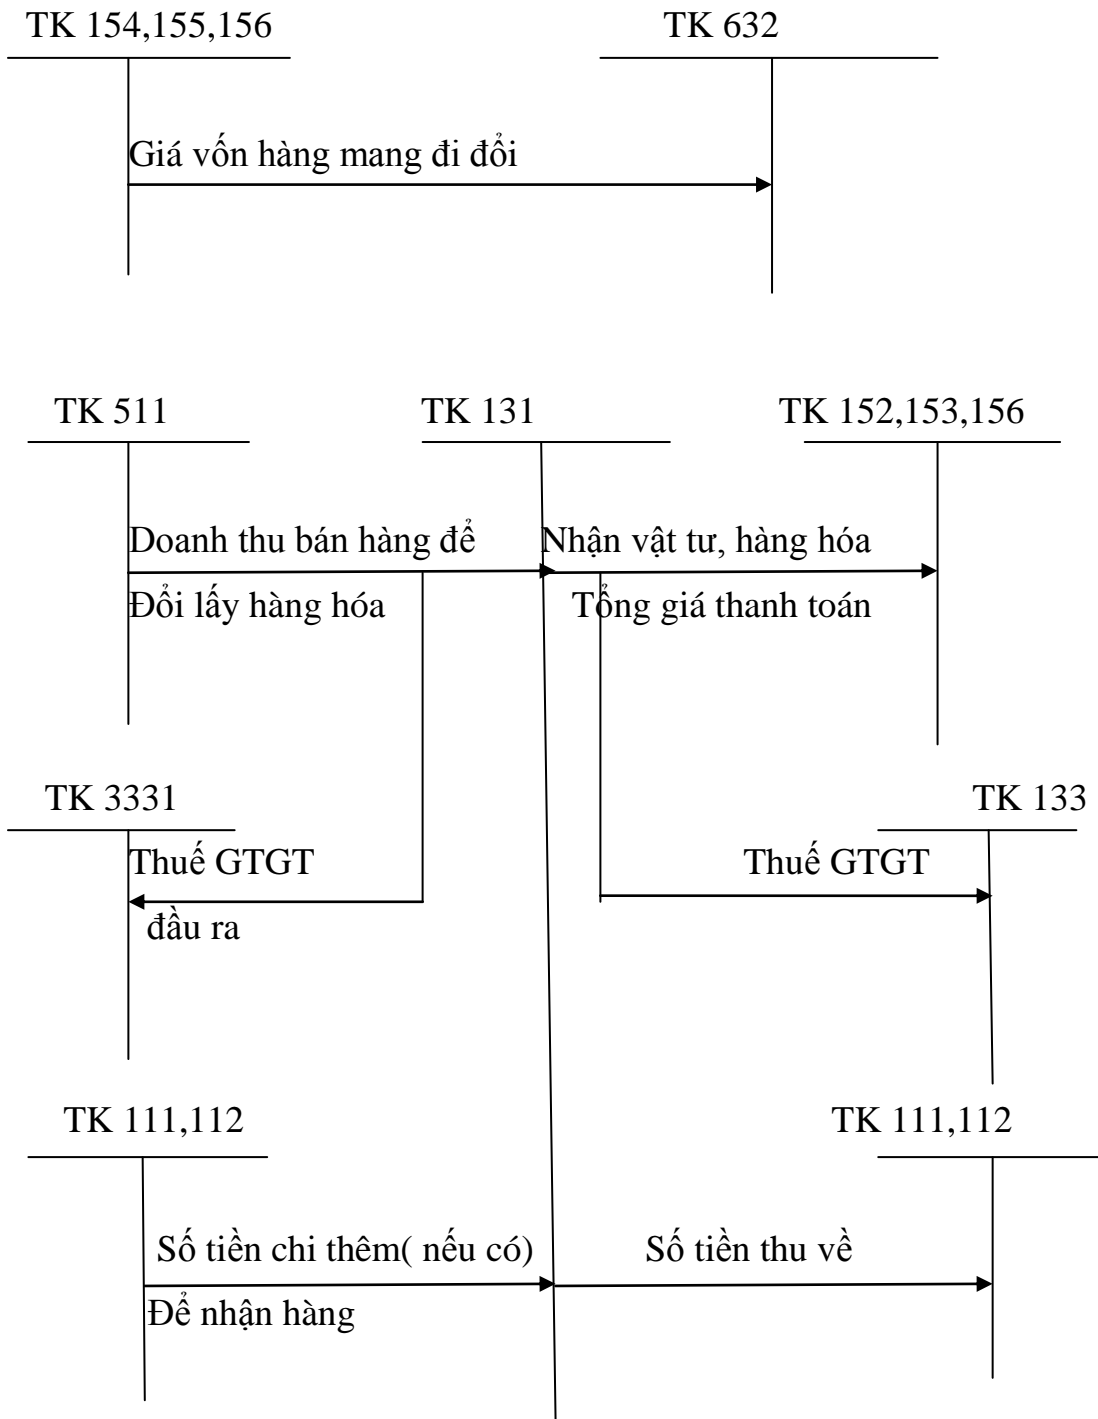 TK 154,155,156
TK 632
Giá vốn hàng mang đi đổi
TK 511
TK 131
TK 152,153,156
Doanh thu bán hàng để
Đổi lấy hàng hóa
Nhận vật tư, hàng hóa
Tổng giá thanh toán
TK 3331
TK 133
Thuế GTGT
đầu ra
Thuế GTGT
TK 111,112
TK 111,112
Số tiền chi thêm( nếu có)
Để nhận hàng
Số tiền thu về